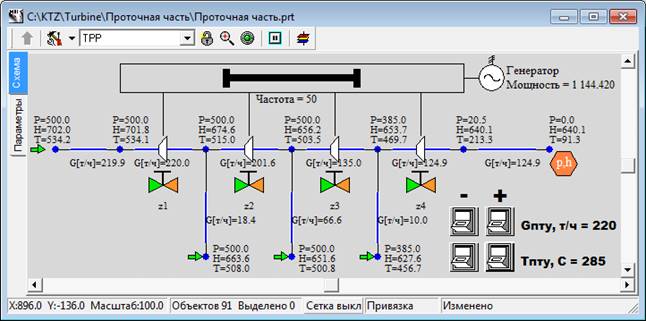 C:\KTZ\Turbine\Проточная часть\Проточная часть.prt
TPP
Схема
Параметры
Генератор
Мощность = 1 144.420
Частота = 50
P=500.0
H=702.0
T=534.2
P=500.0
H=701.8
T=534.1
P=500.0
H=674.6
T=515.0
P=500.0
H=656.2
T=503.5
P=385.0
H=653.7
T=469.7
P=20.5
H=640.1
T=213.3
P=0.0
H=640.1
T=91.3
G[т/ч]=219.9
G[т/ч]=220.0
G[т/ч]=201.6
G[т/ч]=135.0
G[т/ч]=124.9
G[т/ч]=124.9
p,h
z1
z2
z3
z4
G[т/ч]=18.4
G[т/ч]=66.6
G[т/ч]=10.0
- +
Gпту, т/ч = 220
Tпту, С = 285
P=500.0
H=663.6
T=508.0
P=500.0
H=651.6
T=500.8
P=385.0
H=627.6
T=456.7
X:896.0 Y:-136.0 Масштаб:100.0 Объектов 91 Выделено 0 Сетка выкл Привязка Изменено